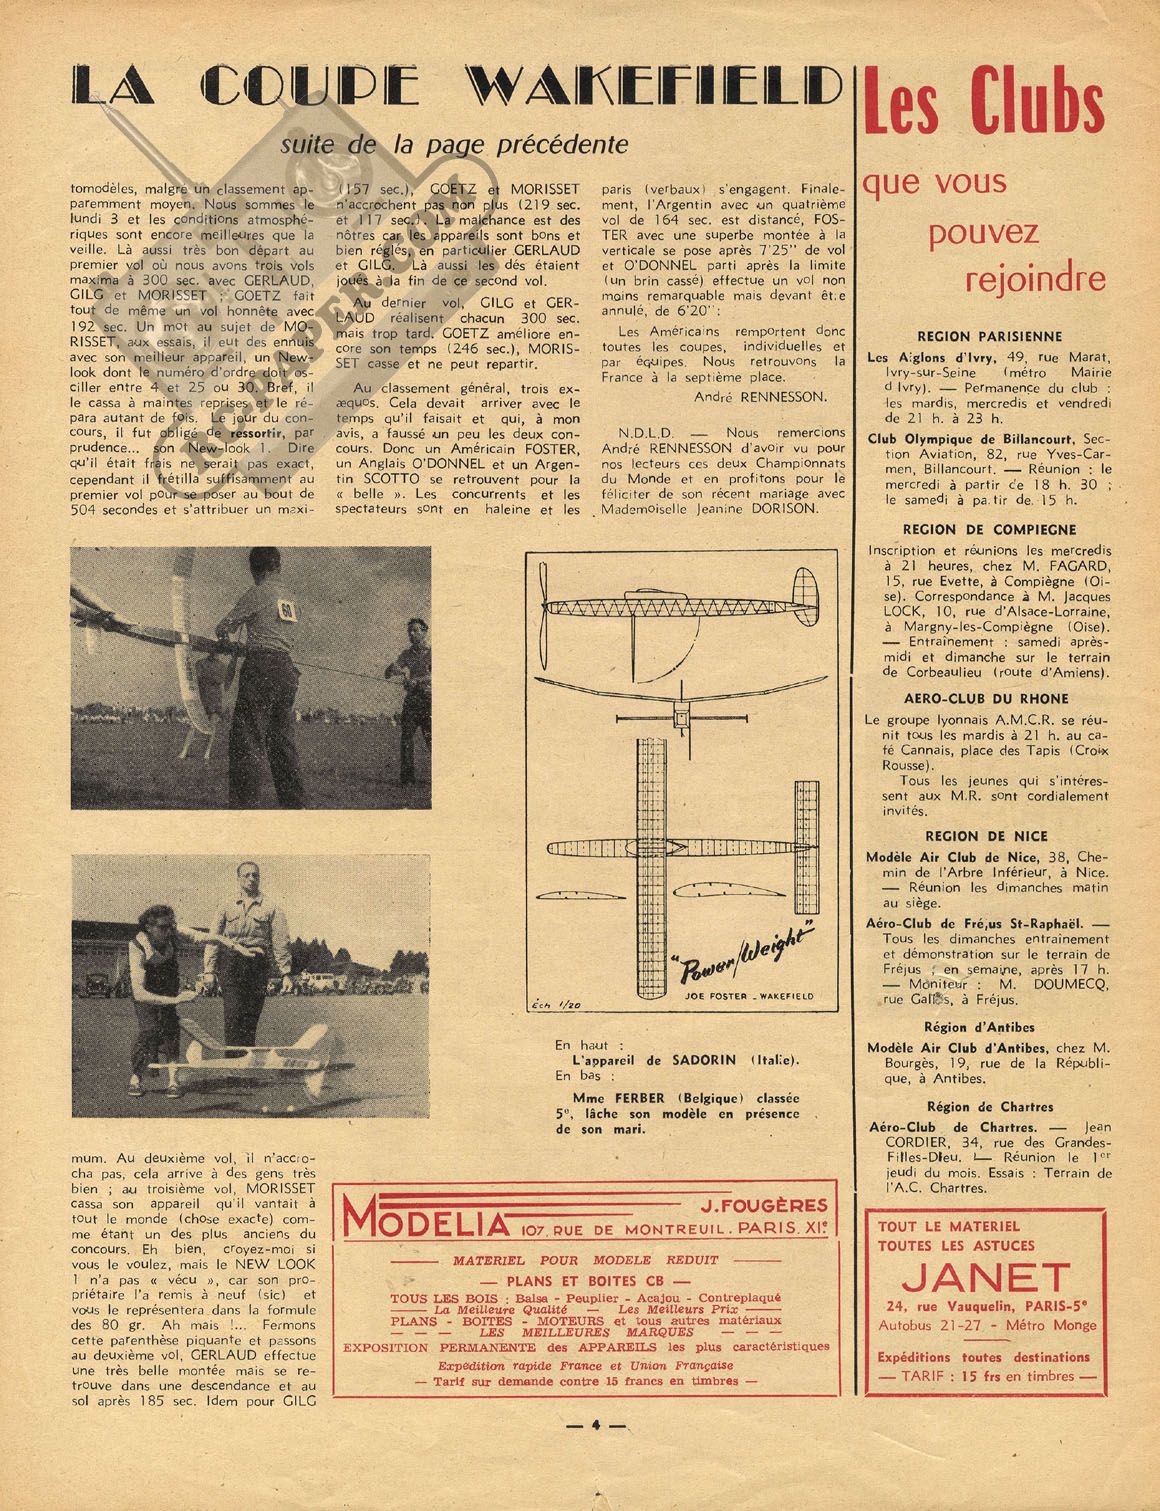 LA COUPE WAKEFIELD
suite de la page précédente
tomodèles, malgré un classement ap-
paremment moyen. Nous sommes le
lundi 3 et les conditions atmosphé-
riques sont encore meilleures que la
veille. Là aussi très bon départ au
premier vol où nous avons trois vols
maxima à 300 sec. avec GERLAUD,
GILG et MORISSET ; GOETZ fait
tout de même un vol honnête avec
192 sec. Un mot au sujet de MO-
RISSET, aux essais, il eut des ennuis
avec son meilleur appareil, un New-
look dont le numéro d'ordre doit os-
ciller entre 4 et 25 ou 30. Bref, il
le cassa à maintes reprises et le ré-
para autant de fois. Le jour du con-
cours, il fut obligé de ressortir, par
prudence... son New-look 1. Dire
qu'il était frais ne serait pas exact,
cependant il frétilla suffisamment au
premier vol pour se poser au bout de
504 secondes et s'attribuer un maxi-
mum. Au deuxième vol, il n'accro-
cha pas, cela arrive à des gens très
bien ; au troisième vol, MORISSET
cassa son appareil qu'il vantait à
tout le monde (chose exacte) com-
me étant un des plus anciens du
concours. Eh bien, croyez-moi si
vous le voulez, mais le NEW LOOK
1 n'a pas « vécu », car son pro-
priétaire l'a remis à neuf (sic) et
vous le représentera dans la formule
des 80 gr. Ah mais !... Fermons
cette parenthèse piquante et passons
au deuxième vol, GERLAUD effectue
une très belle montée mais se re-
trouve dans une descendance et au
sol après 185 sec. Idem pour GILG
(157 sec.), GOETZ et MORISSET
n'accrochent pas non plus (219 sec.
et 117 sec.). La malchance est des
nôtres car les appareils sont bons et
bien réglés, en particulier GERLAUD
et GILG. Là aussi les dés étaient
joués à la fin de ce second vol.
Au dernier vol, GILG et GER-
LAUD réalisent chacun 300 sec.
mais trop tard. GOETZ améliore en-
core son temps (246 sec.), MORIS-
SET casse et ne peut repartir.
Au classement général, trois ex-
æquos. Cela devait arriver avec le
temps qu'il faisait et qui, à mon
avis, a faussé un peu les deux con-
cours. Donc un Américain FOSTER,
un Anglais O'DONNEL et un Argen-
tin SCOTTO se retrouvent pour la
« belle ». Les concurrents et les
spectateurs sont en haleine et les
paris (verbaux) s'engagent. Finale-
ment, l'Argentin avec un quatrième
vol de 164 sec. est distancé, FOS-
TER avec une superbe montée à la
verticale se pose après 7'25" de vol
et O'DONNEL parti après la limite
(un brin cassé) effectue un vol non
moins remarquable mais devant être
annulé, de 6'20" :
Les Américains remportent donc
toutes les coupes, individuelles et
par équipes. Nous retrouvons la
France à la septième place.
André RENNESSON.
N.D.L.D. — Nous remercions
André RENNESSON d'avoir vu pour
nos lecteurs ces deux Championnats
du Monde et en profitons pour le
féliciter de son récent mariage avec
Mademoiselle Jeanine DORISON.
RC-PAPER.COM
60
"Power/Weight"
JOE FOSTER - WAKEFIELD
Éch 1/20
En haut :
L'appareil de SADORIN (Italie).
En bas :
Mme FERBER (Belgique) classée
5e, lâche son modèle en présence
de son mari.
MODELIA J. FOUGÈRES
107, RUE DE MONTREUIL. PARIS. XIe
MATERIEL POUR MODELE REDUIT
— PLANS ET BOITES CB —
TOUS LES BOIS : Balsa - Peuplier - Acajou - Contreplaqué
La Meilleure Qualité — Les Meilleurs Prix
PLANS - BOITES - MOTEURS et tous autres matériaux
— — — LES MEILLEURES MARQUES — — —
EXPOSITION PERMANENTE des APPAREILS les plus caractéristiques
Expédition rapide France et Union Française
— Tarif sur demande contre 15 francs en timbres —
Les Clubs
que vous
pouvez
rejoindre
REGION PARISIENNE
Les Aiglons d'Ivry, 49, rue Marat,
Ivry-sur-Seine (métro Mairie
d'Ivry). — Permanence du club :
les mardis, mercredis et vendredi
de 21 h. à 23 h.
Club Olympique de Billancourt, Sec-
tion Aviation, 82, rue Yves-Car-
men, Billancourt. — Réunion : le
mercredi à partir de 18 h. 30 ;
le samedi à partir de 15 h.
REGION DE COMPIEGNE
Inscription et réunions les mercredis
à 21 heures, chez M. FAGARD,
15, rue Evette, à Compiègne (Oi-
se). Correspondance à M. Jacques
LOCK, 10, rue d'Alsace-Lorraine,
à Margny-les-Compiègne (Oise).
— Entraînement : samedi après-
midi et dimanche sur le terrain
de Corbeaulieu (route d'Amiens).
AERO-CLUB DU RHONE
Le groupe lyonnais A.M.C.R. se réu-
nit tous les mardis à 21 h. au ca-
fé Cannais, place des Tapis (Croix
Rousse).
Tous les jeunes qui s'intéres-
sent aux M.R. sont cordialement
invités.
REGION DE NICE
Modèle Air Club de Nice, 38, Che-
min de l'Arbre Inférieur, à Nice.
— Réunion les dimanches matin
au siège.
Aéro-Club de Fréjus St-Raphaël. —
Tous les dimanches entrainement
et démonstration sur le terrain de
Fréjus ; en semaine, après 17 h.
— Moniteur : M. DOUMECQ,
rue à Fréjus.
Région d'Antibes
Modèle Air Club d'Antibes, chez M.
Bourgès, 19, rue de la Républi-
que, à Antibes.
Région de Chartres
Aéro-Club de Chartres. — Jean
CORDIER, 34, rue des Grandes-
Filles-Dieu. — Réunion le 1er
jeudi du mois. Essais : Terrain de
l'A.C. Chartres.
TOUT LE MATERIEL
TOUTES LES ASTUCES
JANET
24, rue Vauquelin, PARIS-5e
Autobus 21-27 - Métro Monge
Expéditions toutes destinations
— TARIF : 15 frs en timbres —
— 4 —